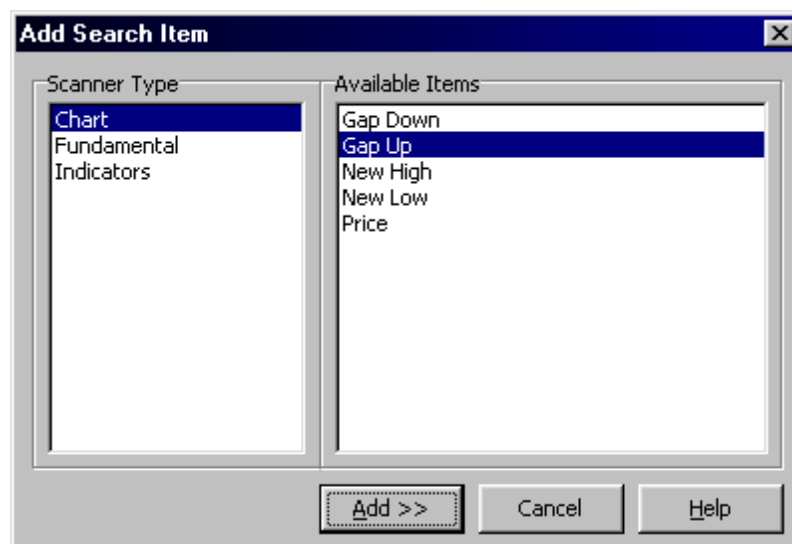 Add Search Item
Scanner Type
Chart
Fundamental
Indicators
Available Items
Gap Down
Gap Up
New High
New Low
Price
Add >>
Cancel
Help